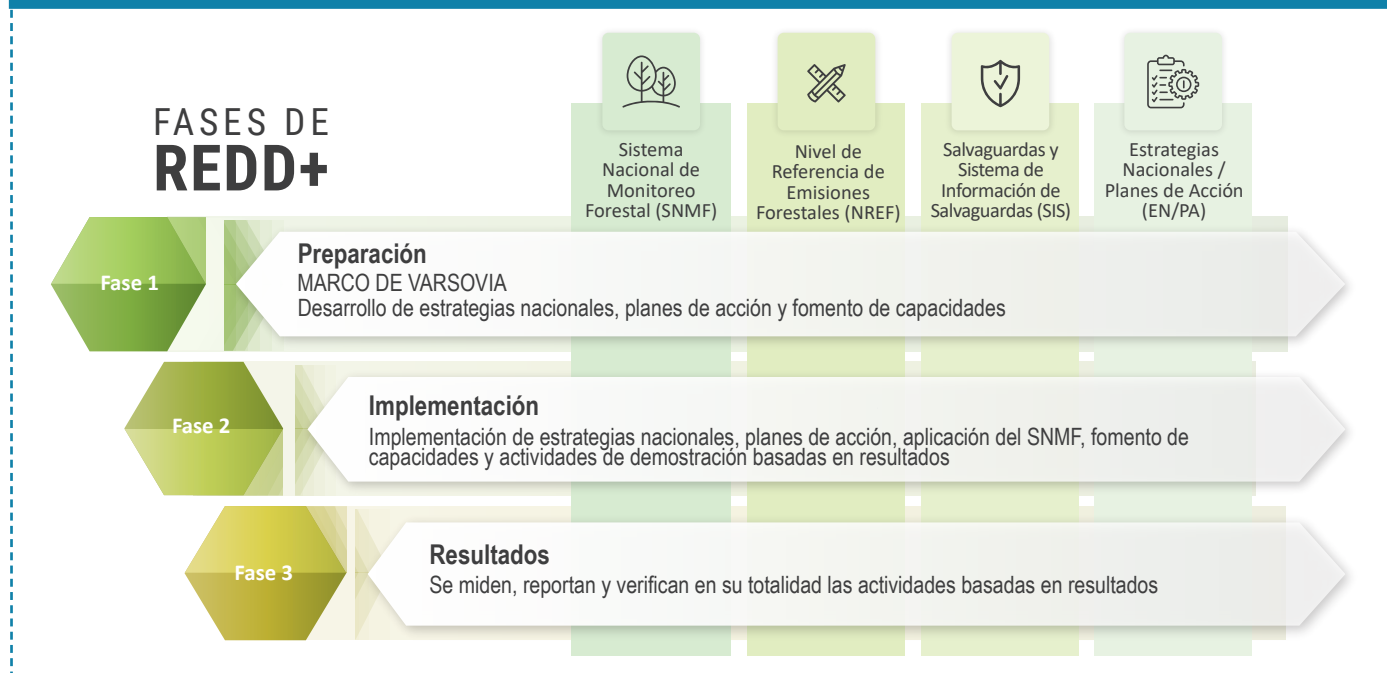 FASES DE
REDD+
Sistema
Nacional de
Monitoreo
Forestal (SNMF)
Nivel de
Referencia de
Emisiones
Forestales (NREF)
Salvaguardas y
Sistema de
Información de
Salvaguardas (SIS)
Estrategias
Nacionales /
Planes de Acción
(EN/PA)
Fase 1
Preparación
MARCO DE VARSOVIA
Desarrollo de estrategias nacionales, planes de acción y fomento de capacidades
Fase 2
Implementación
Implementación de estrategias nacionales, planes de acción, aplicación del SNMF, fomento de
capacidades y actividades de demostración basadas en resultados
Fase 3
Resultados
Se miden, reportan y verifican en su totalidad las actividades basadas en resultados